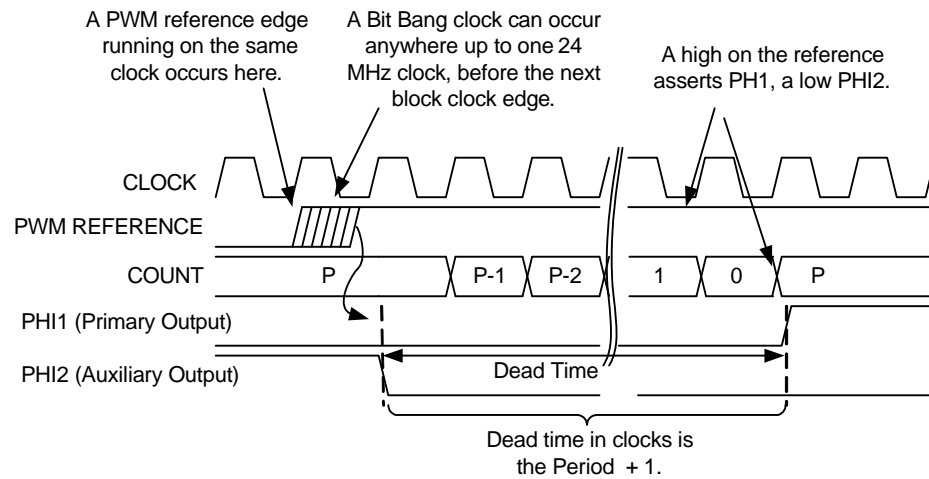 A PWM reference edge
running on the same
clock occurs here.
A Bit Bang clock can occur
anywhere up to one 24
MHz clock, before the next
block clock edge.
A high on the reference
asserts PH1, a low PHI2.
CLOCK
PWM REFERENCE
COUNT
P
P-1
P-2
1
0
P
PHI1 (Primary Output)
PHI2 (Auxiliary Output)
Dead Time
Dead time in clocks is
the Period + 1.